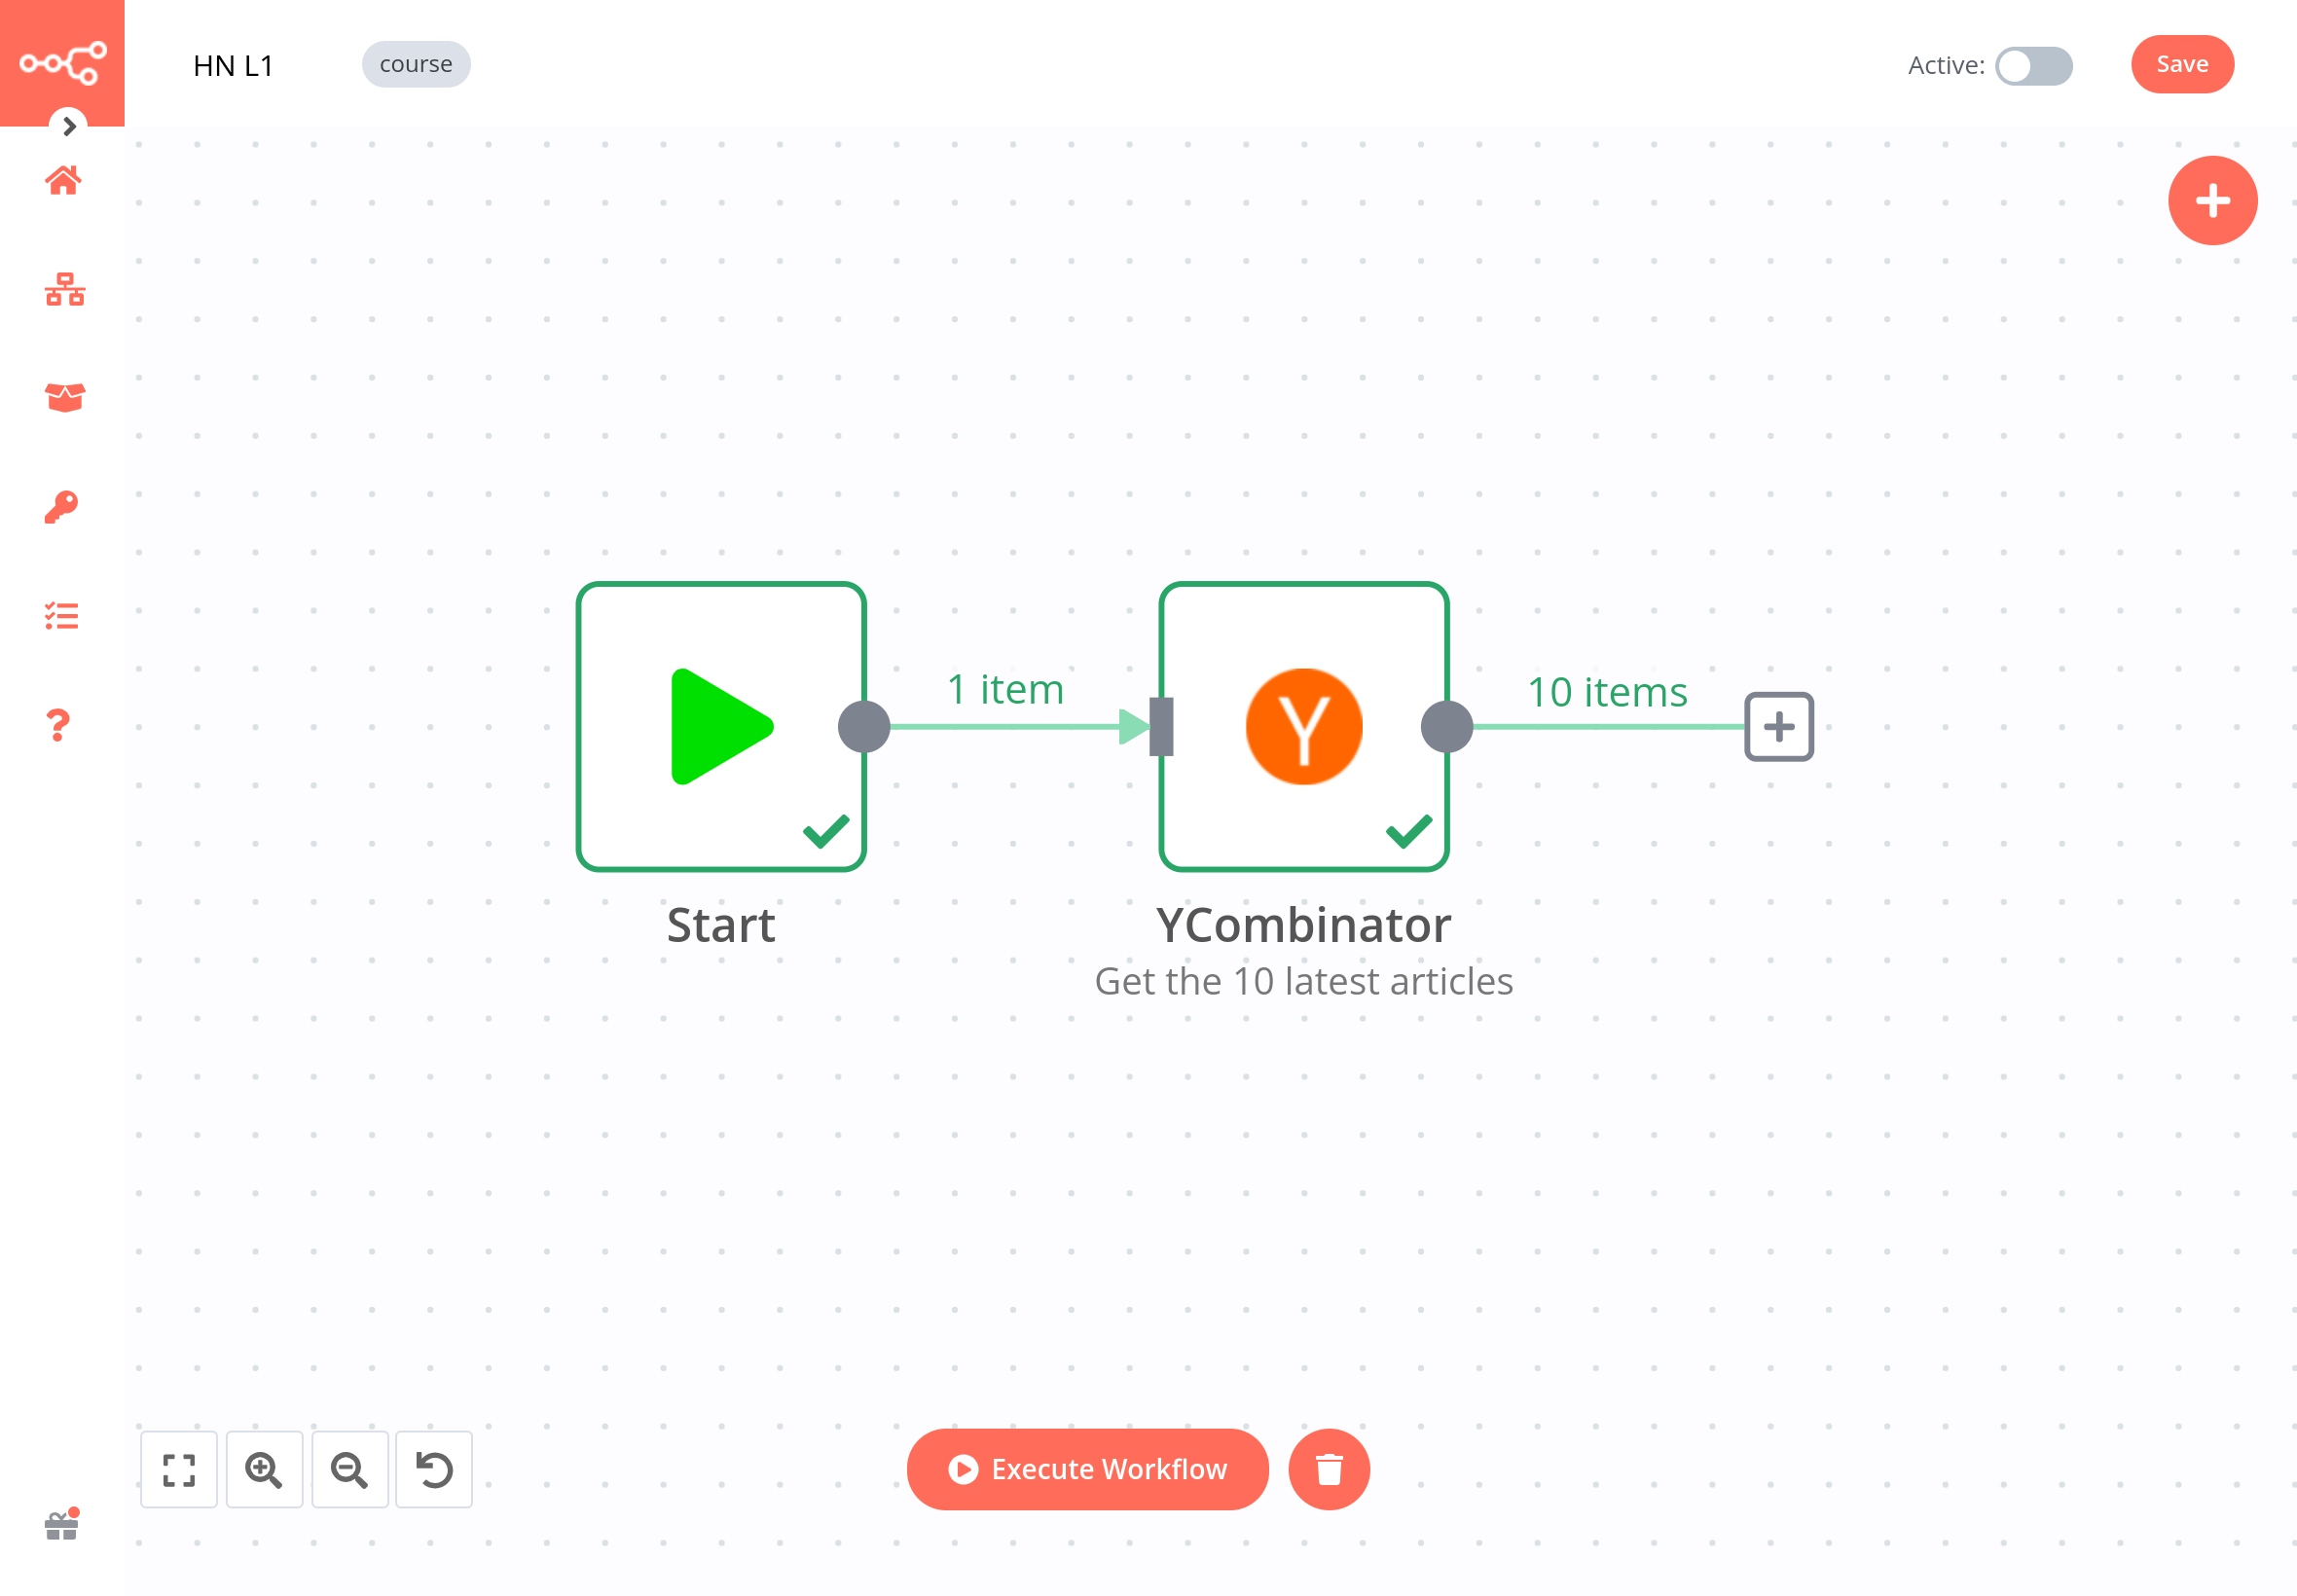 HN L1
course
Active:
Save
1 item
10 items
Start
YCombinator
Get the 10 latest articles
Execute Workflow